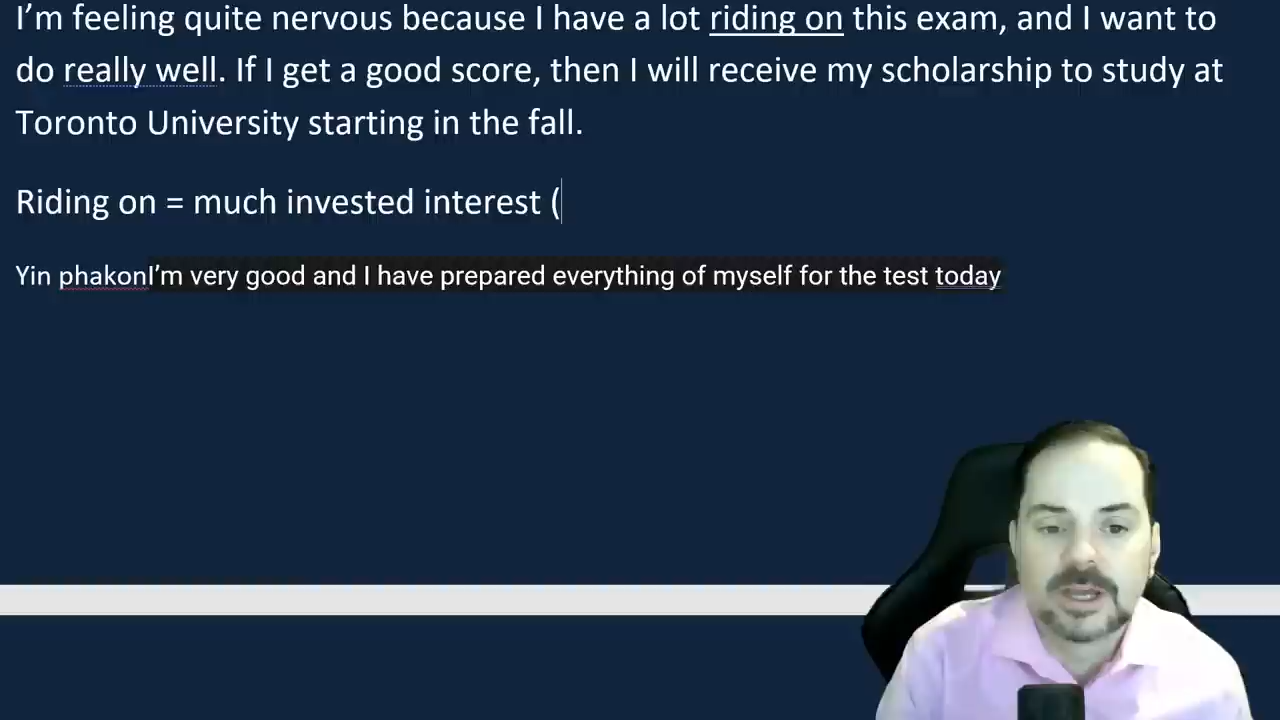 I’m feeling quite nervous because I have a lot riding on this exam, and I want to
do really well. If I get a good score, then I will receive my scholarship to study at
Toronto University starting in the fall.
Riding on = much invested interest (
Yin phakonI’m very good and I have prepared everything of myself for the test today